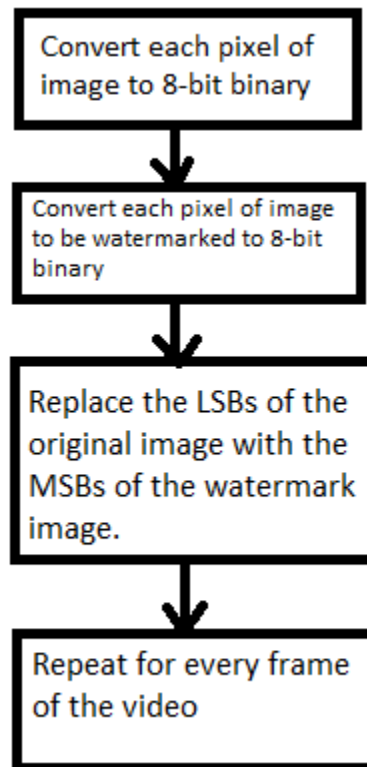 Convert each pixel of
image to 8-bit binary
Convert each pixel of image
to be watermarked to 8-bit
binary
Replace the LSBs of the
original image with the
MSBs of the watermark
image.
Repeat for every frame
of the video